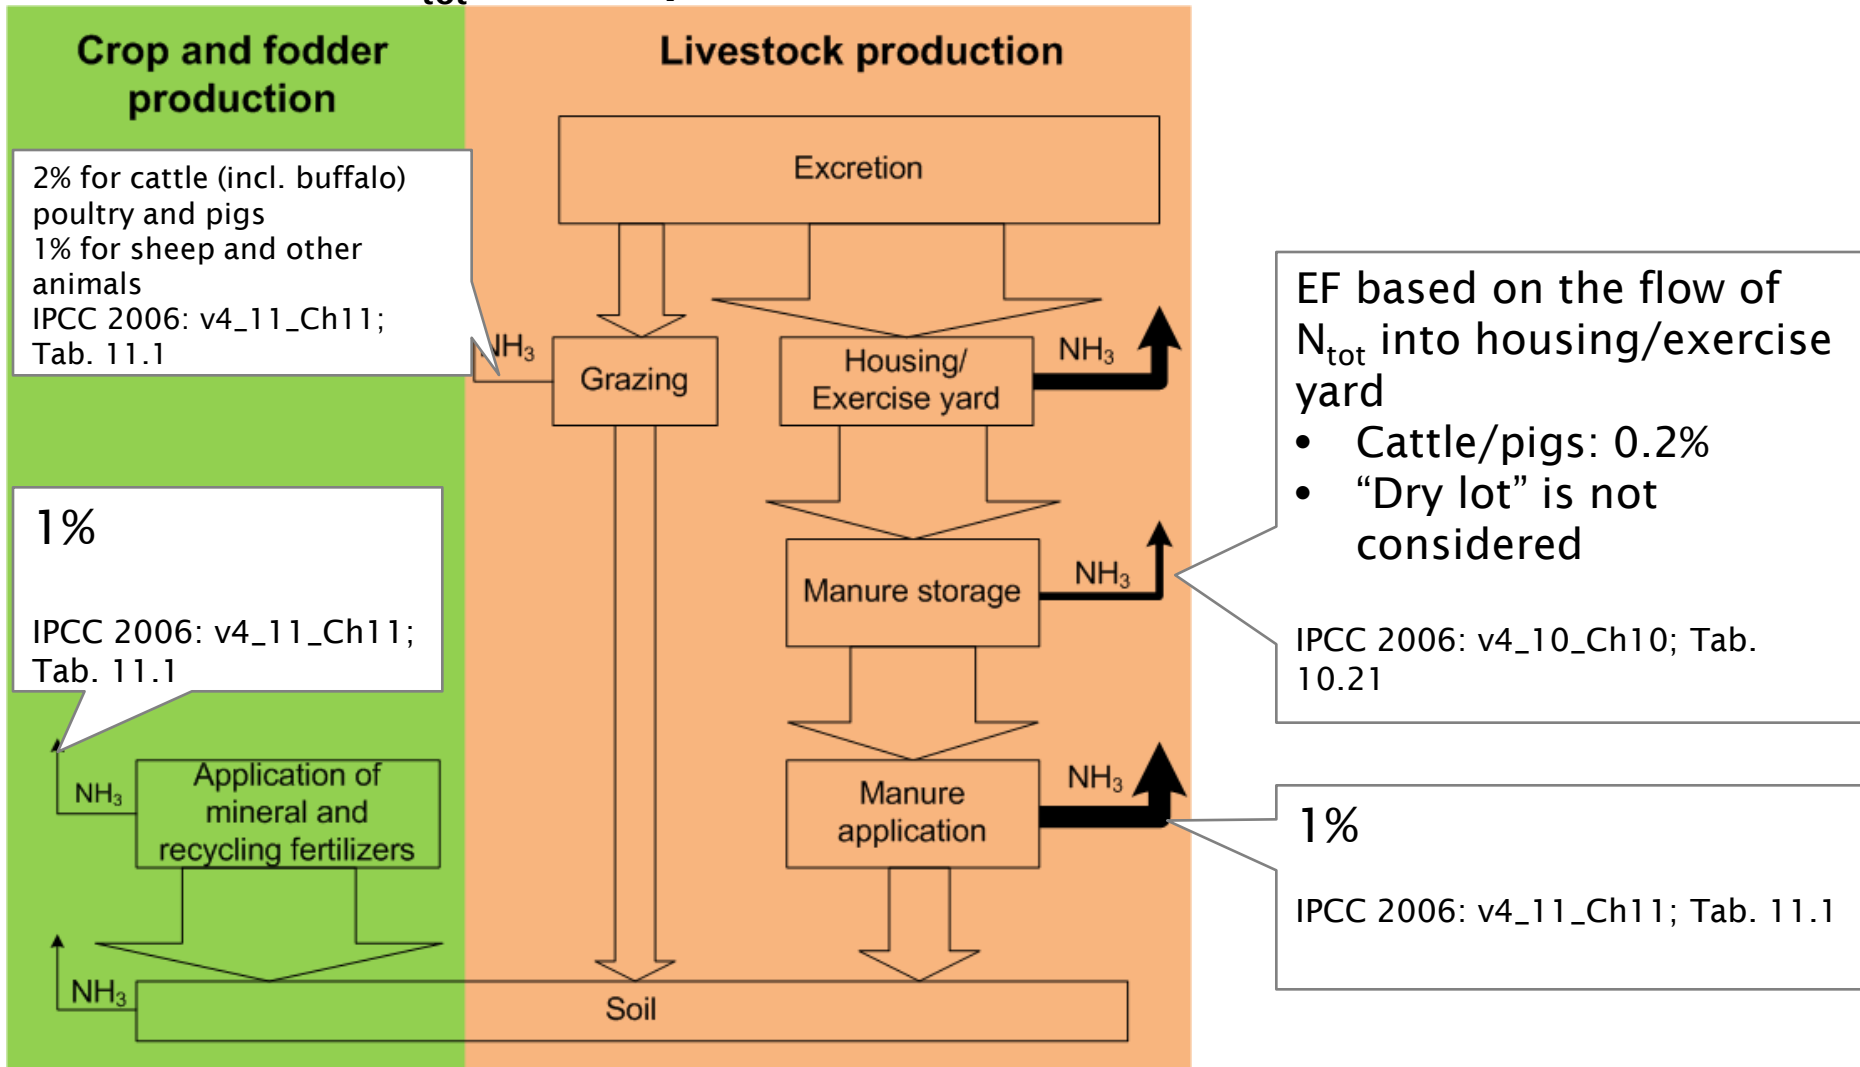 tot
Crop and fodder
production
Livestock production
2% for cattle (incl. buffalo)
poultry and pigs
1% for sheep and other
animals
IPCC 2006: v4_11_Ch11;
Tab. 11.1
Excretion
NH3
Grazing
Housing/
Exercise yard
NH3
EF based on the flow of
Ntot into housing/exercise
yard
• Cattle/pigs: 0.2%
• “Dry lot” is not
considered
IPCC 2006: v4_10_Ch10; Tab.
10.21
1%
IPCC 2006: v4_11_Ch11;
Tab. 11.1
Manure storage
NH3
NH3
Application of
mineral and
recycling fertilizers
Manure
application
NH3
1%
IPCC 2006: v4_11_Ch11; Tab. 11.1
NH3
Soil